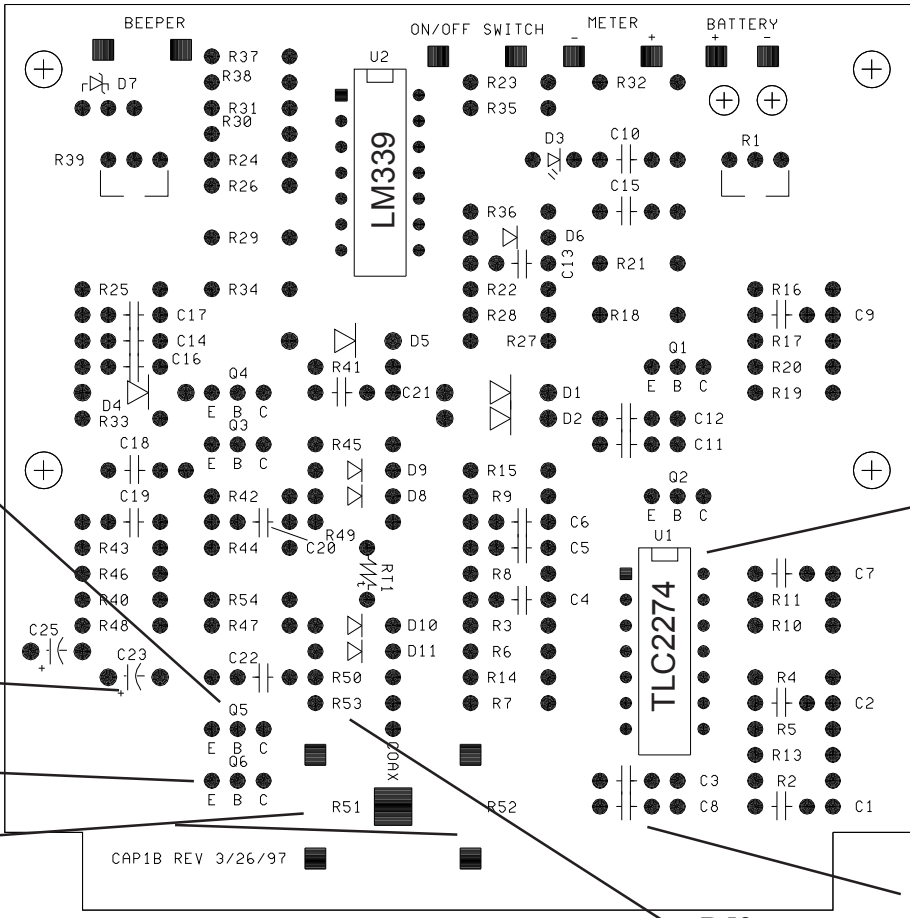 BEEPER ON/OFF SWITCH METER BATTERY
- + + -
R37 U2
D7 R38 R23 R32
R31 R35
R30
R39 R24 LM339 D3 C10 R1
R26 C15
R36
R29 D6
C13 R21
R25 R34 R22 R16
C17 R28 R18 C9
C14 D5 R27 R17
C16 R41 Q1 R20
Q4 E B C
D4 E B C C21 D1 R19
R33 Q3 D2 C12
C18 E B C R45 C11
D9 R15 Q2
C19 R42 D8 R9 E B C
C20 R49 C6 U1
R43 R44 C5
R46 RT1 t R8 C7
R40 R54 C4 TLC2274 R11
R48 R47 D10 R3 R10
C25 + D11 R6
C23 + C22 R50 R14 R4
R53 R7 C2
Q5 R5
E B C COAX R13
Q6 C3 R2
E B C R51 R52 C8 C1
CAP1B REV 3/26/97